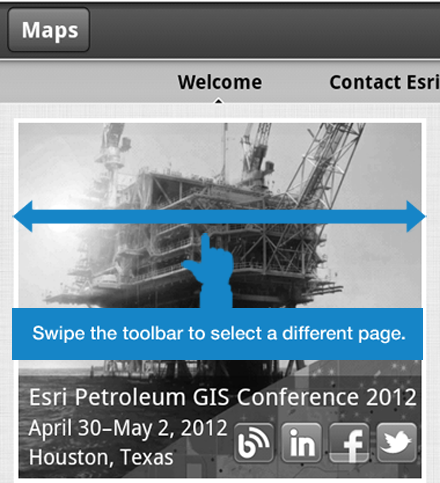 Maps
Welcome
Contact Esri
Swipe the toolbar to select a different page.
Esri Petroleum GIS Conference 2012
April 30–May 2, 2012
Houston, Texas